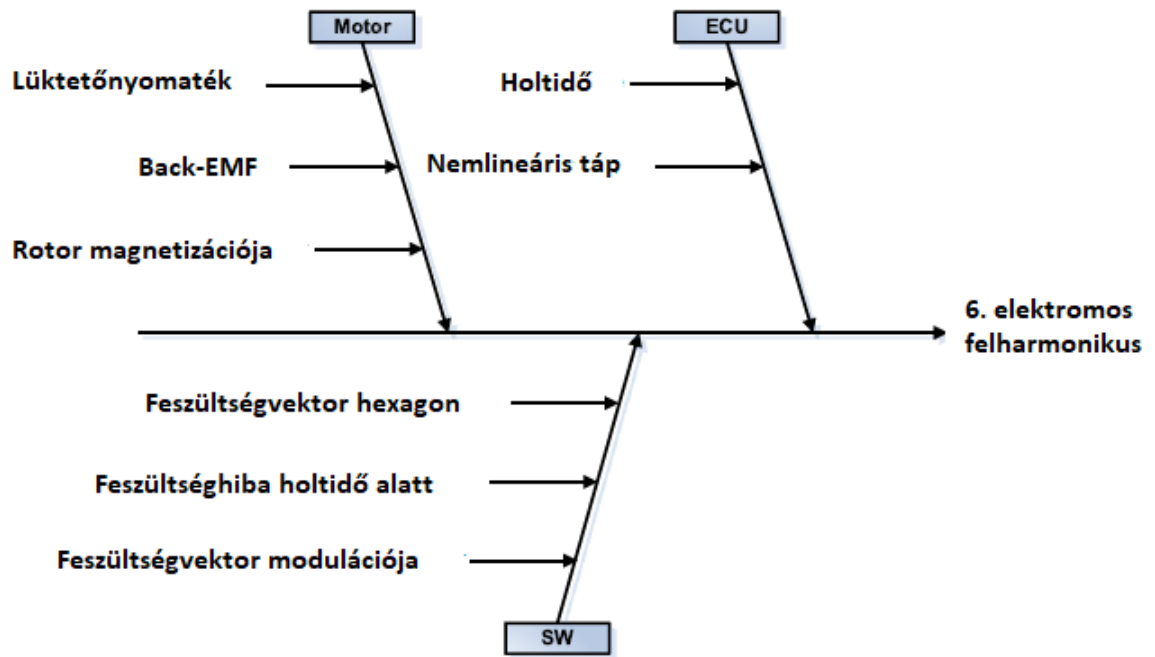 Motor
ECU
Lüktetőnyomaték
Holtidő
Back-EMF
Nemlineáris táp
Rotor magnetizációja
6. elektromos
felharmonikus
Feszültségvektor hexagon
Feszültséghiba holtidő alatt
Feszültségvektor modulációja
SW